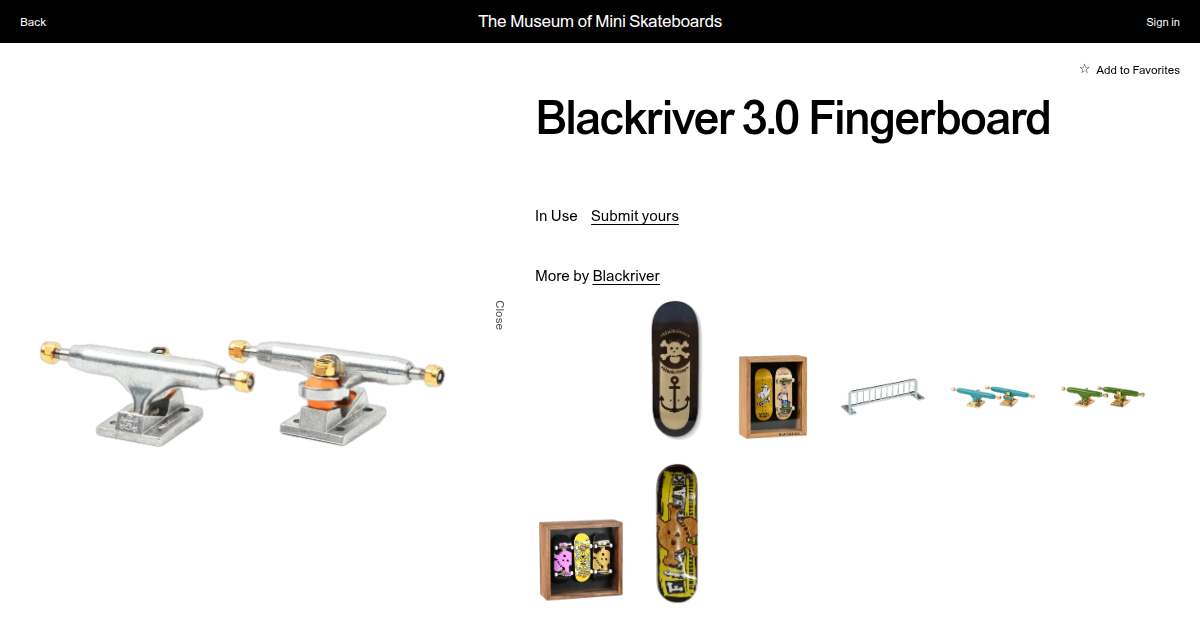 Back
The Museum of Mini Skateboards
Sign in
☆ Add to Favorites
Blackriver 3.0 Fingerboard
In Use Submit yours
More by Blackriver
Close